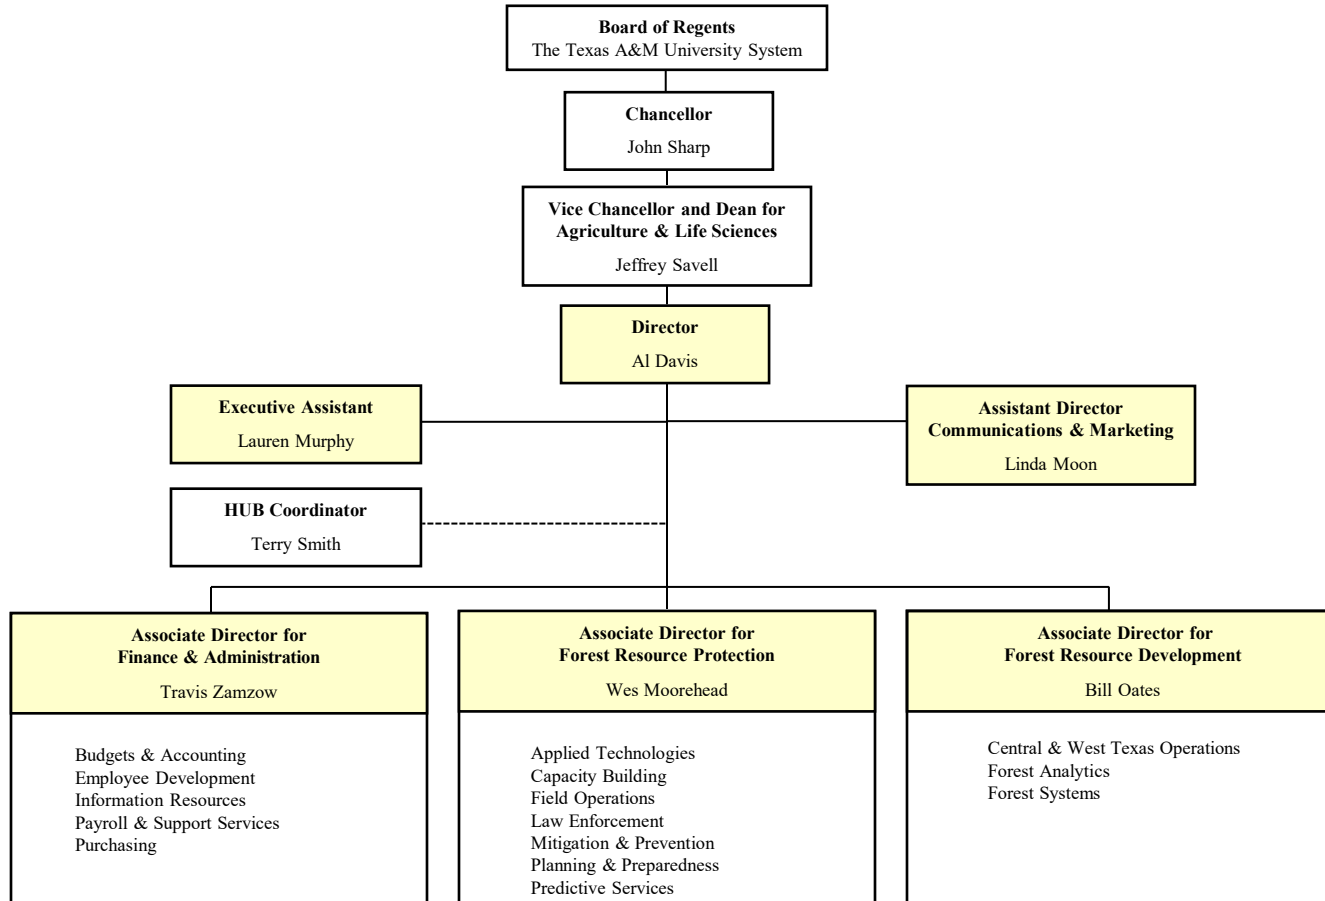 Board of Regents
The Texas A&M University System
Chancellor
John Sharp
Vice Chancellor and Dean for
Agriculture & Life Sciences
Jeffrey Savell
Director
Al Davis
Executive Assistant
Lauren Murphy
Assistant Director
Communications & Marketing
Linda Moon
HUB Coordinator
Terry Smith
Associate Director for
Finance & Administration
Travis Zamzow
Budgets & Accounting
Employee Development
Information Resources
Payroll & Support Services
Purchasing
Associate Director for
Forest Resource Protection
Wes Moorehead
Applied Technologies
Capacity Building
Field Operations
Law Enforcement
Mitigation & Prevention
Planning & Preparedness
Predictive Services
Associate Director for
Forest Resource Development
Bill Oates
Central & West Texas Operations
Forest Analytics
Forest Systems